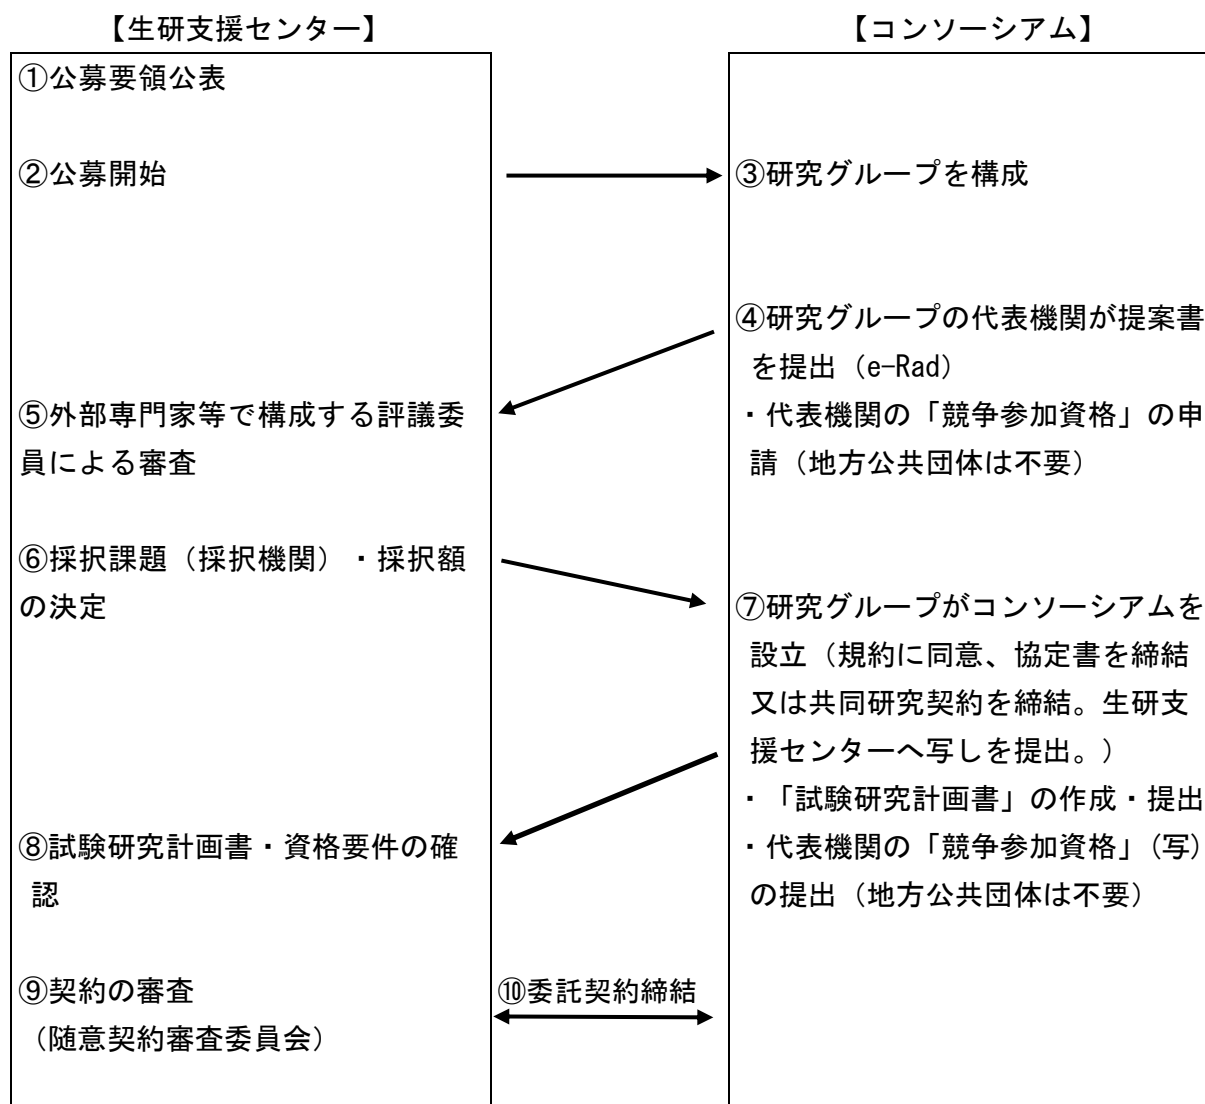 【生研支援センター】
【コンソーシアム】
①公募要領公表
②公募開始
③研究グループを構成
④研究グループの代表機関が提案書
を提出（e-Rad）
・代表機関の「競争参加資格」の申
請（地方公共団体は不要）
⑤外部専門家等で構成する評議委
員による審査
⑥採択課題（採択機関）・採択額
の決定
⑦研究グループがコンソーシアムを
設立（規約に同意、協定書を締結
又は共同研究契約を締結。生研支
援センターへ写しを提出。）
・「試験研究計画書」の作成・提出
・代表機関の「競争参加資格」（写）
の提出（地方公共団体は不要）
⑧試験研究計画書・資格要件の確
認
⑨契約の審査
（随意契約審査委員会）
⑩委託契約締結